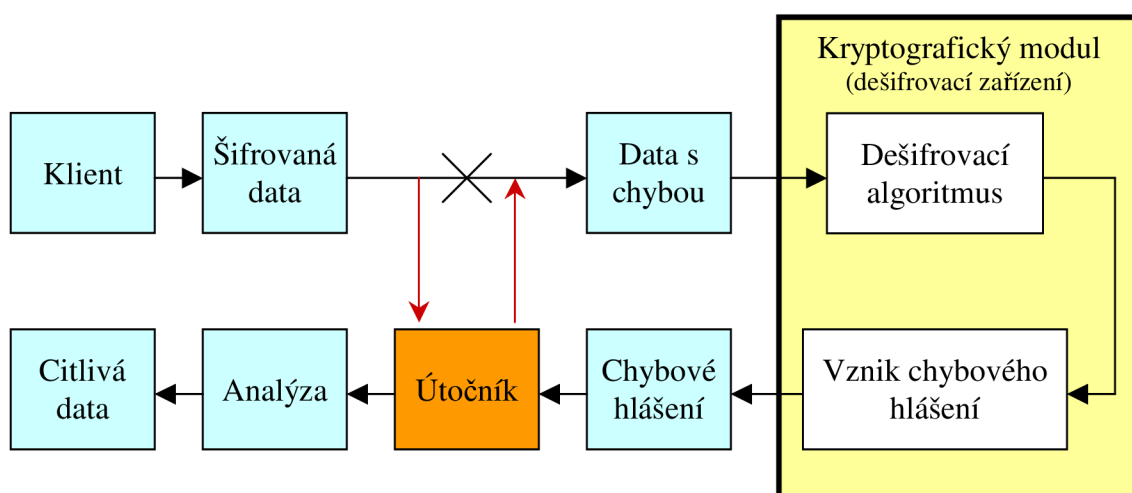 Kryptografický modul
(dešifrovací zařízení)
Klient
Šifrovaná
data
Data s
chybou
Dešifrovací
algoritmus
Citlivá
data
Analýza
Útočník
Chybové
hlášení
Vznik chybového
hlášení